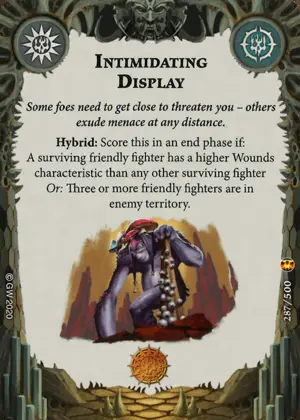 INTIMIDATING
DISPLAY
Some foes need to get close to threaten you – others
exude menace at any distance.
Hybrid: Score this in an end phase if:
A surviving friendly fighter has a higher Wounds
characteristic than any other surviving fighter
Or: Three or more friendly fighters are in
enemy territory.
© GW 2020
287/500